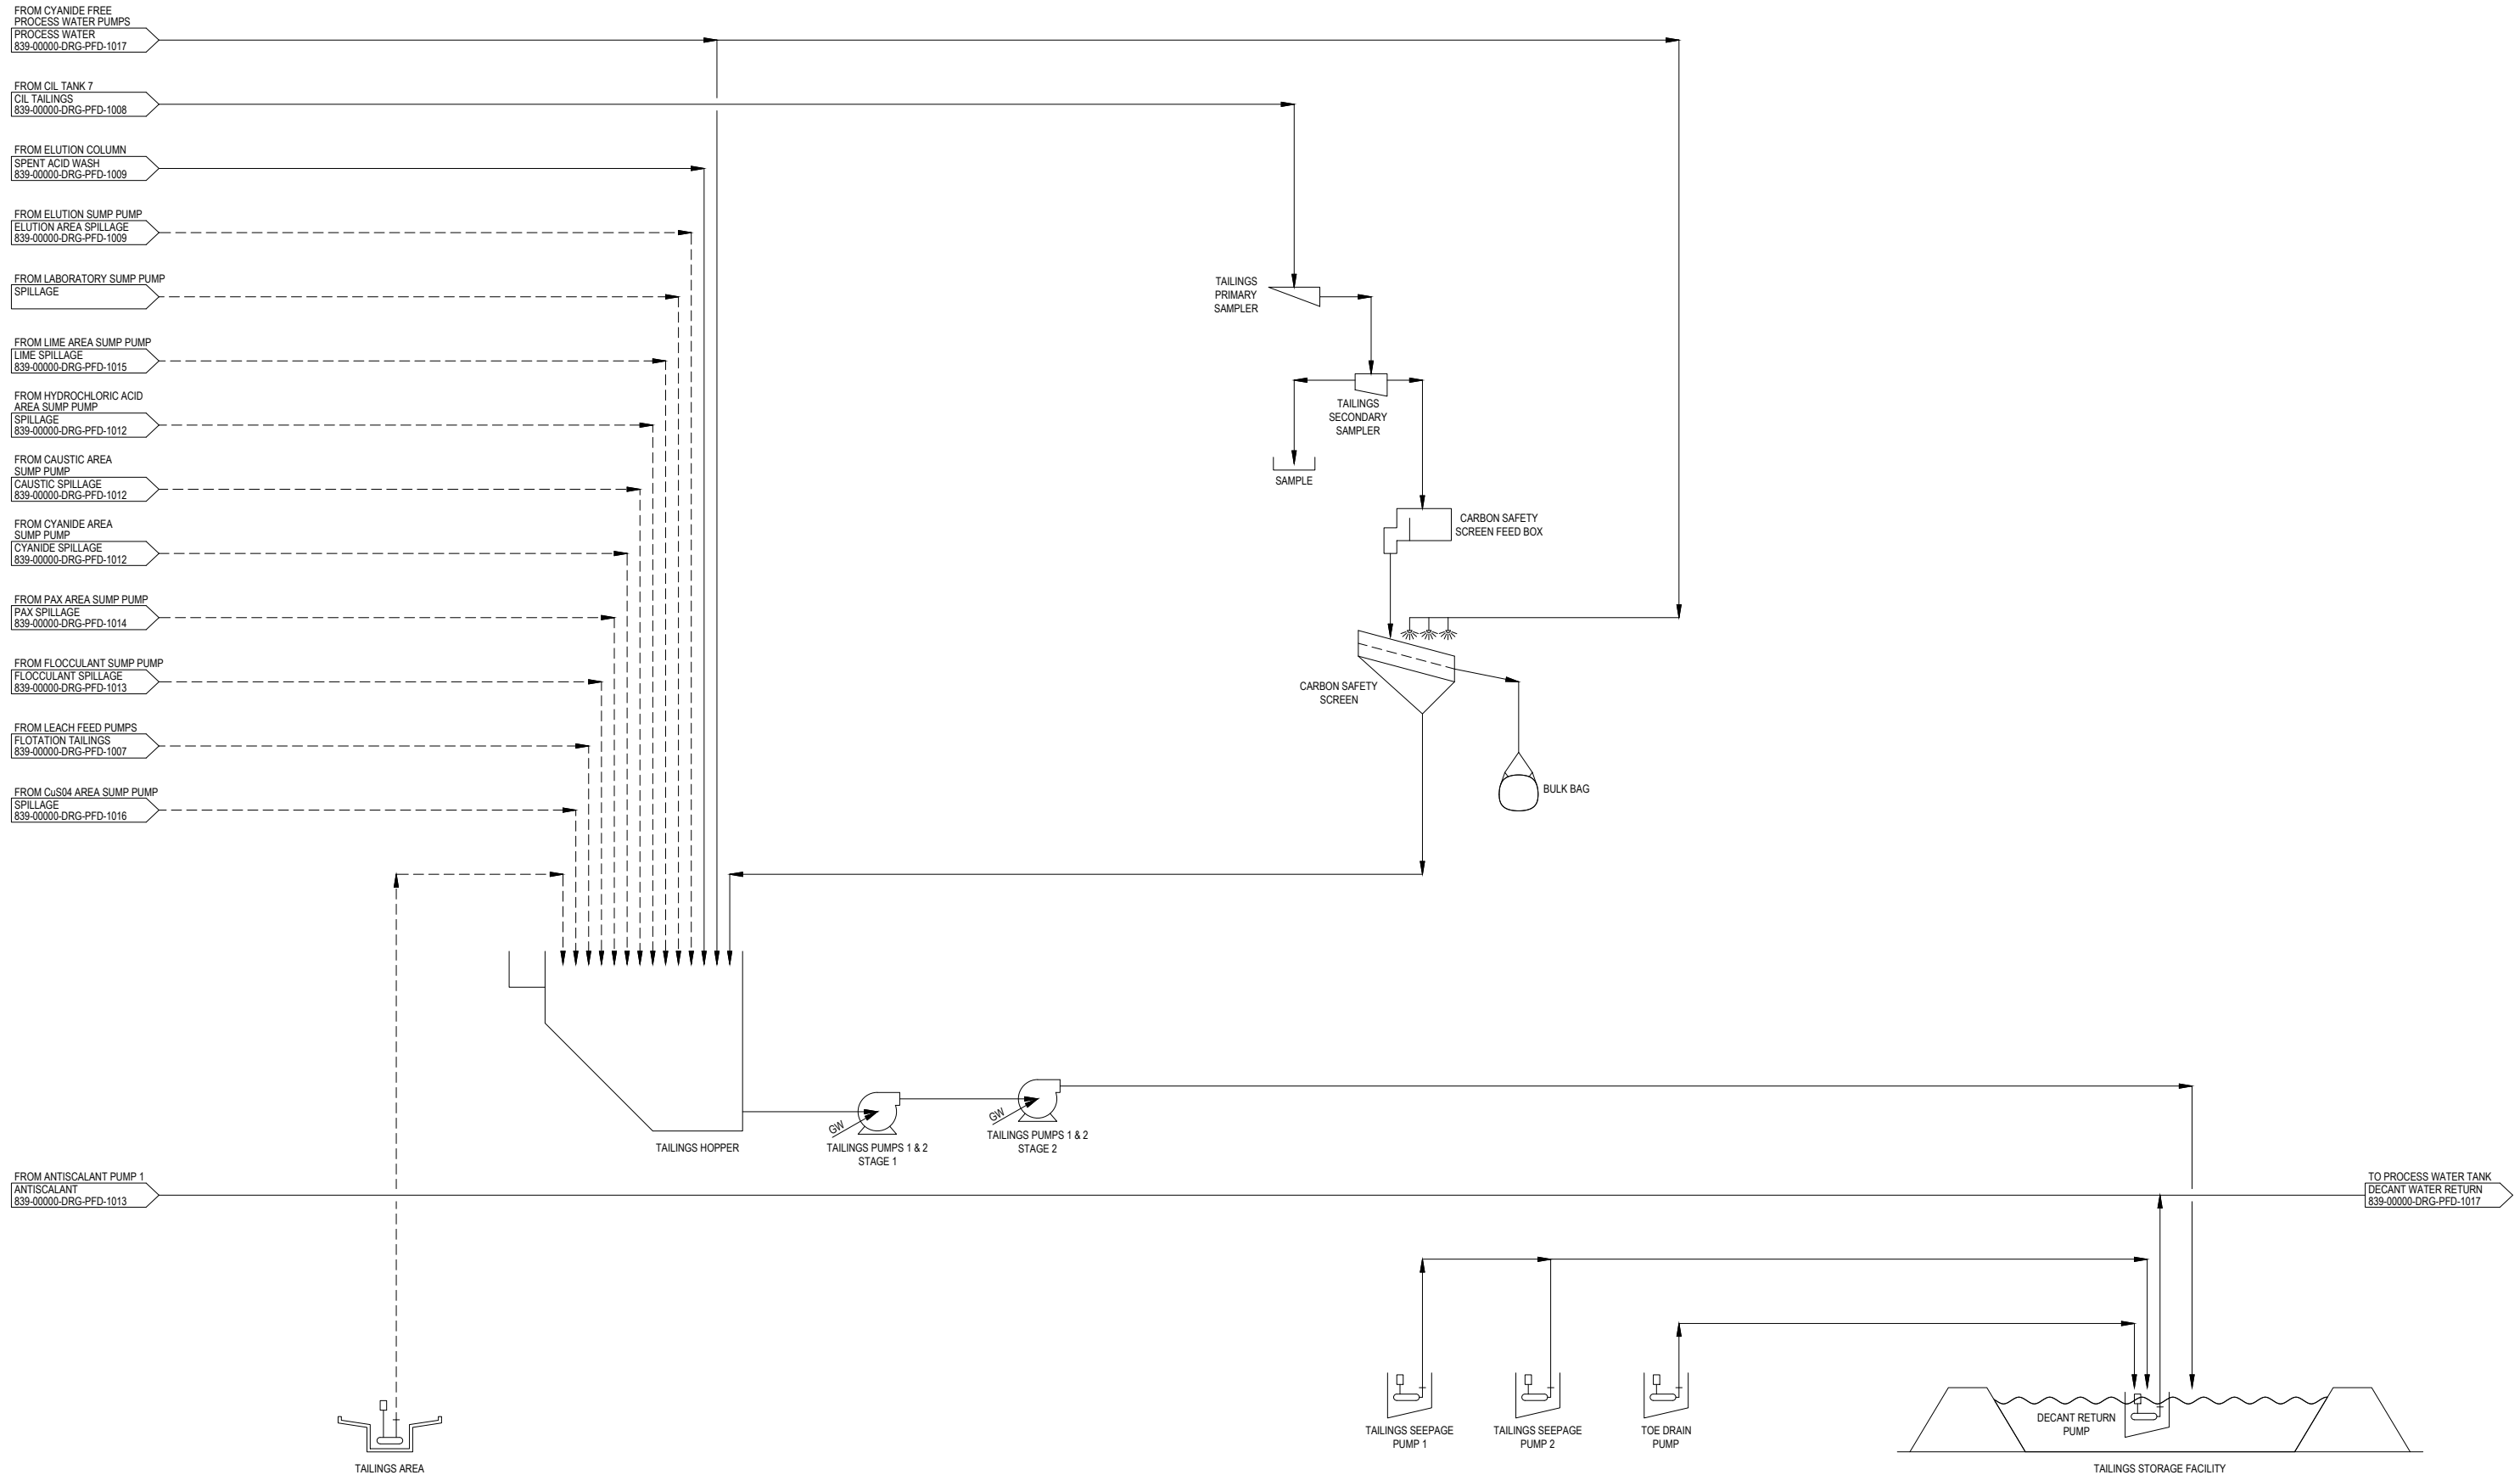 FROM CYANIDE FREE
PROCESS WATER PUMPS
PROCESS WATER
839-00000-DRG-PFD-1017
FROM CIL TANK 7
CIL TAILINGS
839-00000-DRG-PFD-1008
FROM ELUTION COLUMN
SPENT ACID WASH
839-00000-DRG-PFD-1009
FROM ELUTION SUMP PUMP
ELUTION AREA SPILLAGE
839-00000-DRG-PFD-1009
FROM LABORATORY SUMP PUMP
SPILLAGE
FROM LIME AREA SUMP PUMP
LIME SPILLAGE
839-00000-DRG-PFD-1015
FROM HYDROCHLORIC ACID
AREA SUMP PUMP
SPILLAGE
839-00000-DRG-PFD-1012
FROM CAUSTIC AREA
SUMP PUMP
CAUSTIC SPILLAGE
839-00000-DRG-PFD-1012
FROM CYANIDE AREA
SUMP PUMP
CYANIDE SPILLAGE
839-00000-DRG-PFD-1012
FROM PAX AREA SUMP PUMP
PAX SPILLAGE
839-00000-DRG-PFD-1014
FROM FLOCCULANT SUMP PUMP
FLOCCULANT SPILLAGE
839-00000-DRG-PFD-1013
FROM LEACH FEED PUMPS
FLOTATION TAILINGS
839-00000-DRG-PFD-1007
FROM CuS04 AREA SUMP PUMP
SPILLAGE
839-00000-DRG-PFD-1016
TAILINGS
PRIMARY
SAMPLER
TAILINGS
SECONDARY
SAMPLER
SAMPLE
CARBON SAFETY
SCREEN FEED BOX
CARBON SAFETY
SCREEN
BULK BAG
TAILINGS HOPPER
GW
TAILINGS PUMPS 1 & 2
STAGE 1
GW
TAILINGS PUMPS 1 & 2
STAGE 2
FROM ANTISCALANT PUMP 1
ANTISCALANT
839-00000-DRG-PFD-1013
TO PROCESS WATER TANK
DECANT WATER RETURN
839-00000-DRG-PFD-1017
TAILINGS AREA
TAILINGS SEEPAGE
PUMP 1
TAILINGS SEEPAGE
PUMP 2
TOE DRAIN
PUMP
DECANT RETURN
PUMP
TAILINGS STORAGE FACILITY